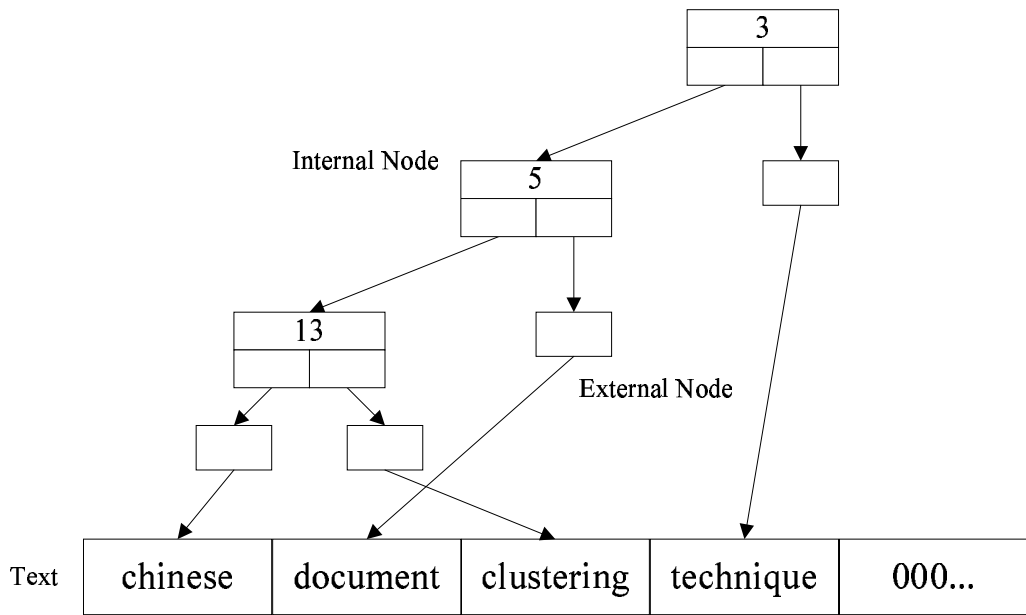 3
Internal Node
5
13
External Node
Text chinese document clustering technique 000...